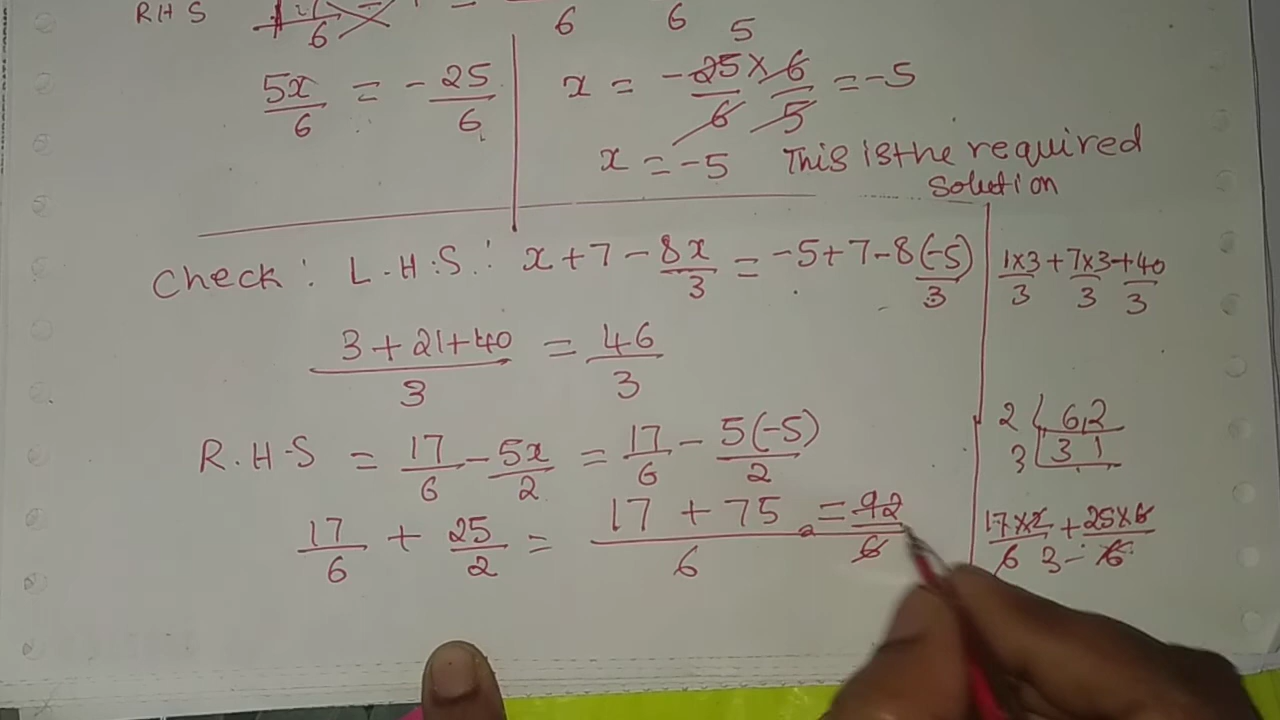 R.H.S
6 6
5x/6 = -25/6
x = -25×6/6 5 = -5
5
x = -5 This is the required
solution
Check: L.H.S: x+7-8x/3 = -5+7-8(-5)/3
1×3/3 + 7×3/3 + 40/3
3+21+40/3 = 46/3
R.H.S = 17/6 - 5x/2 = 17/6 - 5(-5)/2
2 6,2
3 3 1
17/6 + 25/2 = 17+75/6 = 92/6